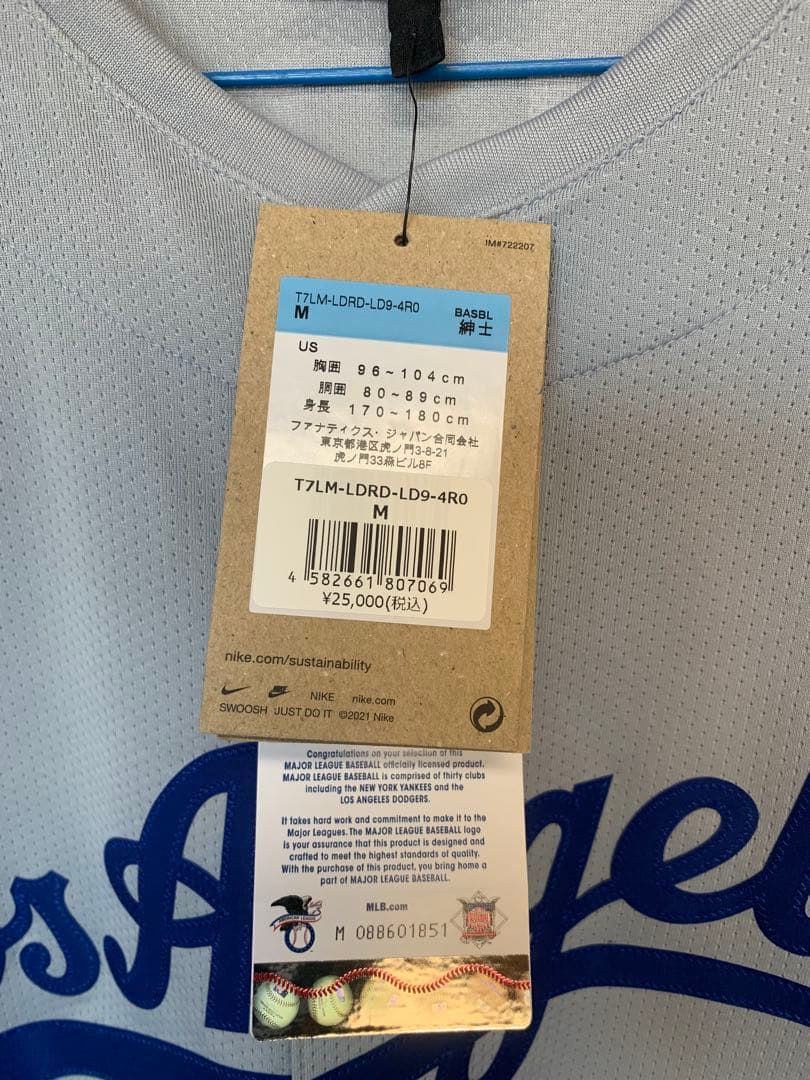 IM#722207
T7LM-LDRD-LD9-4R0
M
BASBL
紳士
US
胸囲 96~104cm
胴囲 80~89cm
身長 170~180cm
ファナティクス・ジャパン合同会社
東京都港区虎ノ門3-8-21
虎ノ門33森ビル8F
T7LM-LDRD-LD9-4R0
M
4 582661 807069
¥25,000(税込)
nike.com/sustainability
NIKE nike.com
SWOOSH JUST DO IT ©2021 Nike
Congratulations on your selection of this
MAJOR LEAGUE BASEBALL officially licensed product.
MAJOR LEAGUE BASEBALL is comprised of thirty clubs
including the NEW YORK YANKEES and the
LOS ANGELES DODGERS.
It takes hard work and commitment to make it to the
Major Leagues. The MAJOR LEAGUE BASEBALL logo
is your assurance that this product is designed and
crafted to meet the highest standards of quality.
With the purchase of this product, you bring home a
part of MAJOR LEAGUE BASEBALL.
MLB.com
AMERICAN LEAGUE
M 088601851
s Angel